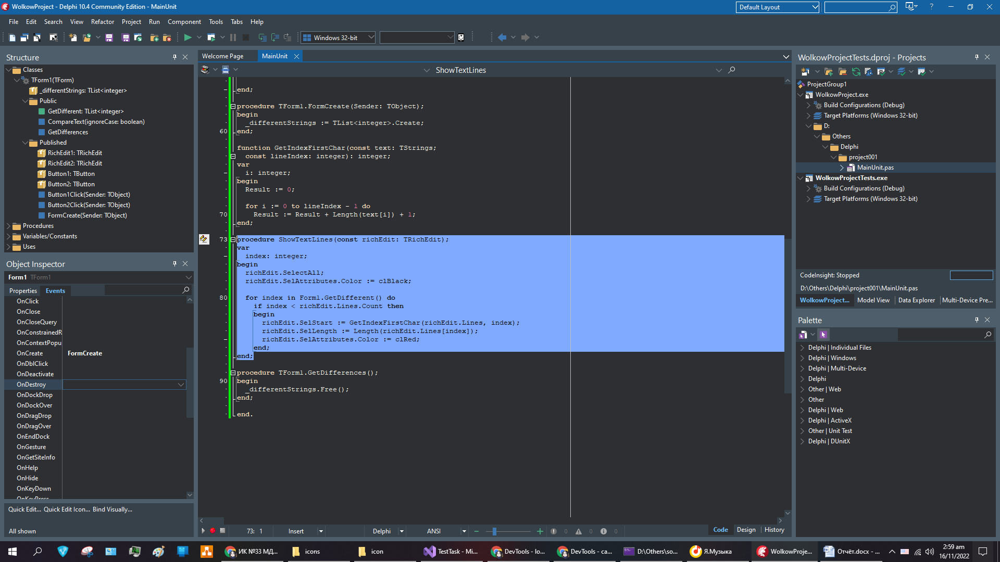 WolkowProject - Delphi 10.4 Community Edition - MainUnit
Default Layout
?
File Edit Search View Refactor Project Run Component Tools Tabs Help
Windows 32-bit
Structure
Classes
TForm1(TForm)
_differentStrings: TList<integer>
Public
GetDifferent: TList<integer>
CompareText(ignoreCase: boolean)
GetDifferences
Published
RichEdit1: TRichEdit
RichEdit2: TRichEdit
Button1: TButton
Button2: TButton
Button1Click(Sender: TObject)
Button2Click(Sender: TObject)
FormCreate(Sender: TObject)
Procedures
Variables/Constants
Uses
Object Inspector
Form1 TForm1
Properties Events
OnClick
OnClose
OnCloseQuery
OnConstrainedR
OnContextPopu
OnCreate FormCreate
OnDblClick
OnDeactivate
OnDestroy
OnDockDrop
OnDockOver
OnDragDrop
OnDragOver
OnEndDock
OnGesture
OnGetSiteInfo
OnHelp
OnHide
OnKeyDown
OnKeyPress
Quick Edit... Quick Edit Icon... Bind Visually...
All shown
Welcome Page MainUnit
ShowTextLines
end;
procedure TForm1.FormCreate(Sender: TObject);
begin
_differentStrings := TList<integer>.Create;
60 end;
function GetIndexFirstChar(const text: TStrings;
const lineIndex: integer): integer;
var
i: integer;
begin
Result := 0;
for i := 0 to lineIndex - 1 do
70 Result := Result + Length(text[i]) + 1;
end;
73 procedure ShowTextLines(const richEdit: TRichEdit);
var
index: integer;
begin
richEdit.SelectAll;
richEdit.SelAttributes.Color := clBlack;
80 for index in Form1.GetDifferent() do
if index < richEdit.Lines.Count then
begin
richEdit.SelStart := GetIndexFirstChar(richEdit.Lines, index);
richEdit.SelLength := Length(richEdit.Lines[index]);
richEdit.SelAttributes.Color := clRed;
end;
end;
procedure TForm1.GetDifferences();
90 begin
_differentStrings.Free();
end;
end.
73: 1 Insert Delphi ANSI 0 0 0 Code Design History
WolkowProjectTests.dproj - Projects
ProjectGroup1
WolkowProject.exe
Build Configurations (Debug)
Target Platforms (Windows 32-bit)
D:
Others
Delphi
project001
MainUnit.pas
WolkowProjectTests.exe
Build Configurations (Debug)
Target Platforms (Windows 32-bit)
CodeInsight: Stopped
D:\Others\Delphi\project001\MainUnit.pas
WolkowProject... Model View Data Explorer Multi-Device Pre...
Palette
Delphi | Individual Files
Delphi | Windows
Delphi | Multi-Device
Delphi
Other | Web
Other
Delphi | Web
Delphi | ActiveX
Other | Unit Test
Delphi | DUnitX
ИК №33 МД... icons icon TestTask - Mi... DevTools - lo... DevTools - ca... D:\Others\so... Я.Музыка WolkowProje... Отчёт.docx - ...
2:59 am
16/11/2022